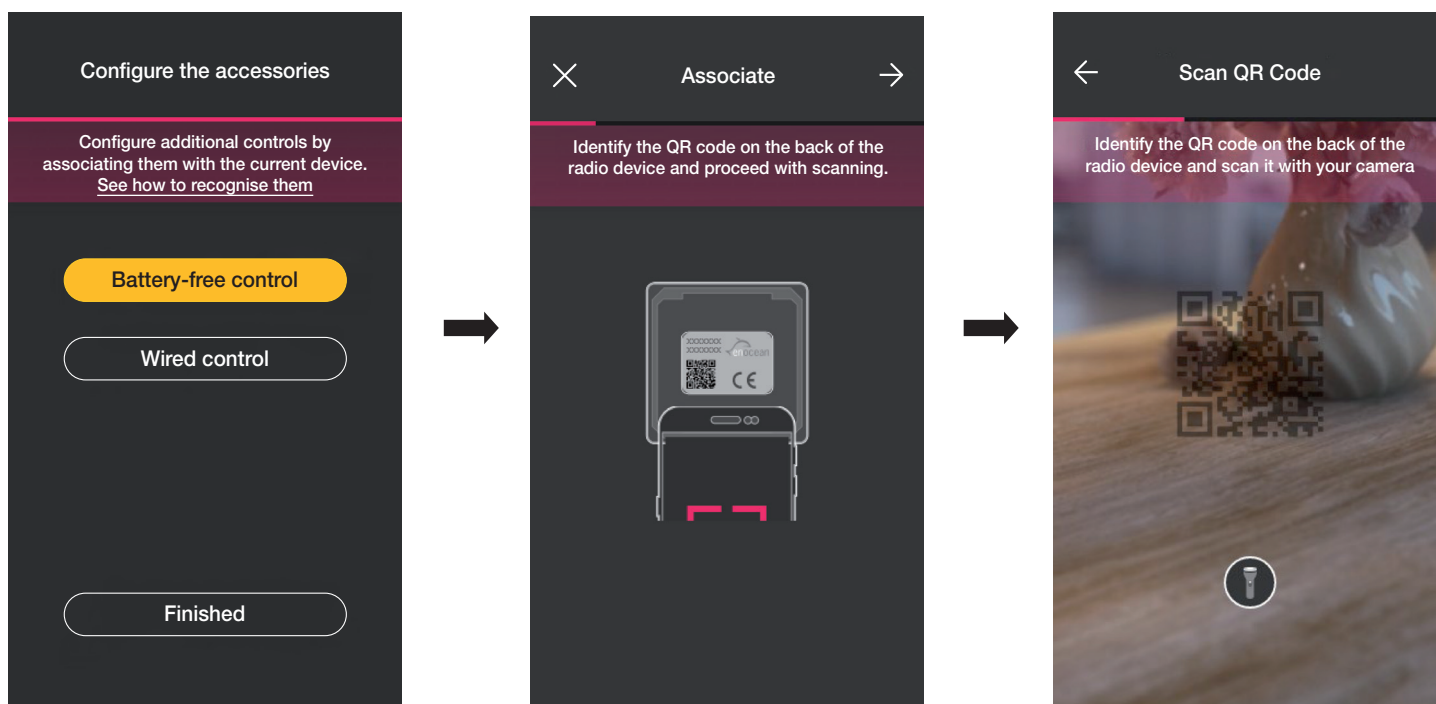 Configure the accessories
Configure additional controls by
associating them with the current device.
See how to recognise them
Battery-free control
Wired control
Finished
Associate
Identify the QR code on the back of the
radio device and proceed with scanning.
XXXXXXX
XXXXXXX
enocean
CE
Scan QR Code
Identify the QR code on the back of the
radio device and scan it with your camera